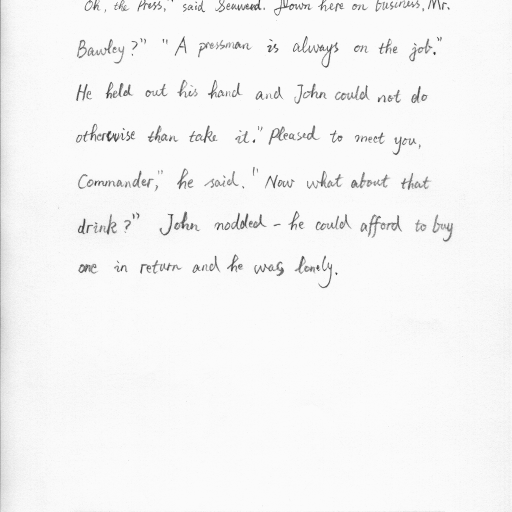 "Oh, the Press," said Seaweed. Down here on business, Mr.
Bawley?" "A pressman is always on the job."
He held out his hand and John could not do
otherwise than take it. "Pleased to meet you,
Commander," he said. "Now what about that
drink?" John nodded - he could afford to buy
one in return and he was lonely.